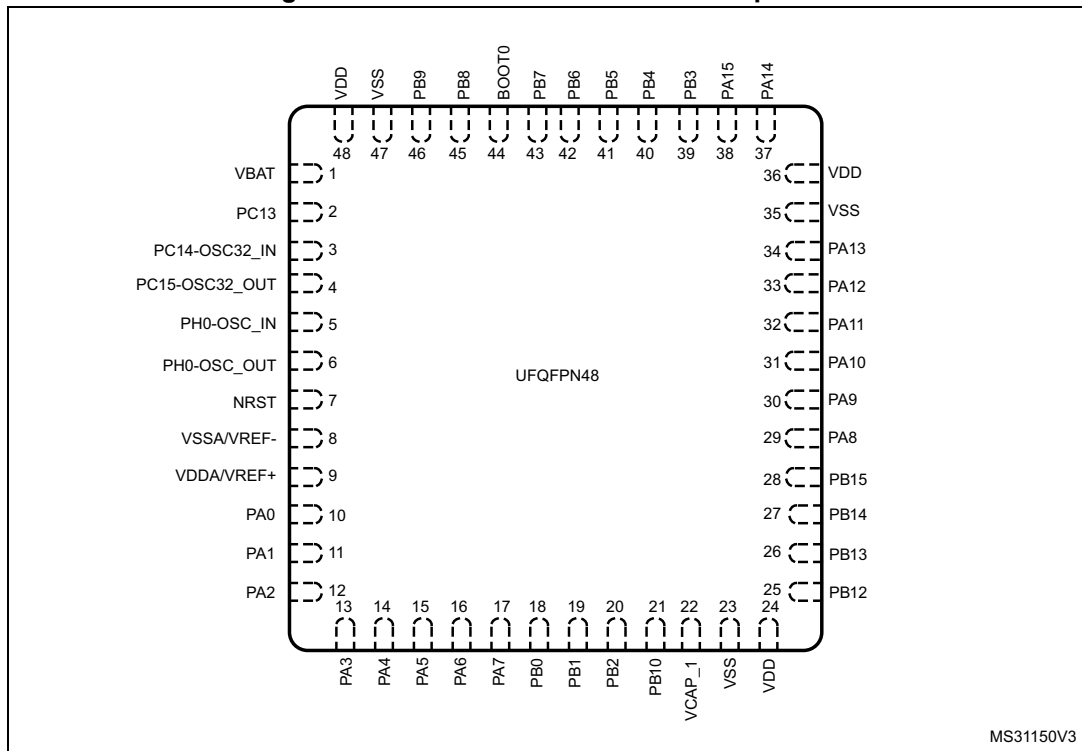 VDD
VSS
PB9
PB8
BOOT0
PB7
PB6
PB5
PB4
PB3
PA15
PA14
48
47
46
45
44
43
42
41
40
39
38
37
VBAT
1
PC13
2
PC14-OSC32_IN
3
PC15-OSC32_OUT
4
PH0-OSC_IN
5
PH0-OSC_OUT
6
NRST
7
VSSA/VREF-
8
VDDA/VREF+
9
PA0
10
PA1
11
PA2
12
UFQFPN48
36
VDD
35
VSS
34
PA13
33
PA12
32
PA11
31
PA10
30
PA9
29
PA8
28
PB15
27
PB14
26
PB13
25
PB12
13
14
15
16
17
18
19
20
21
22
23
24
PA3
PA4
PA5
PA6
PA7
PB0
PB1
PB2
PB10
VCAP_1
VSS
VDD
MS31150V3